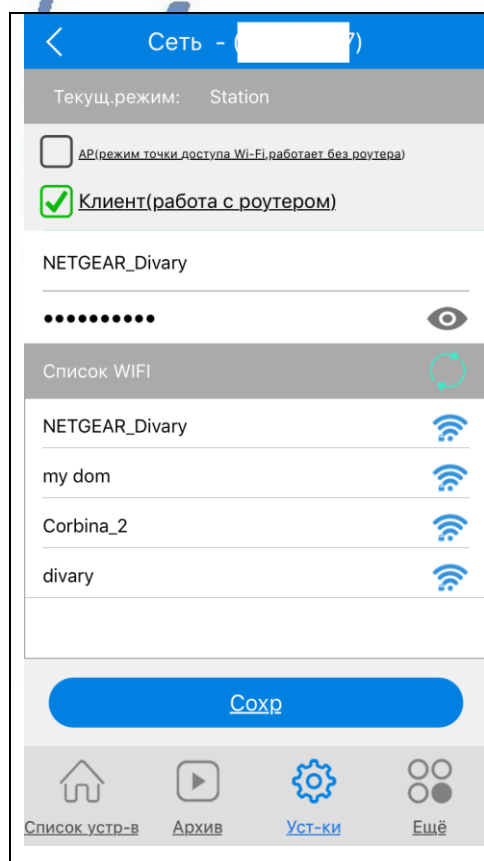 Сеть - ( 7)
Текущ.режим: Station
AP(режим точки доступа Wi-Fi,работает без роутера)
Клиент(работа с роутером)
NETGEAR_Divary
••••••••••
Список WIFI
NETGEAR_Divary
my dom
Corbina_2
divary
Сохр
Список устр-в Архив Уст-ки Ещё